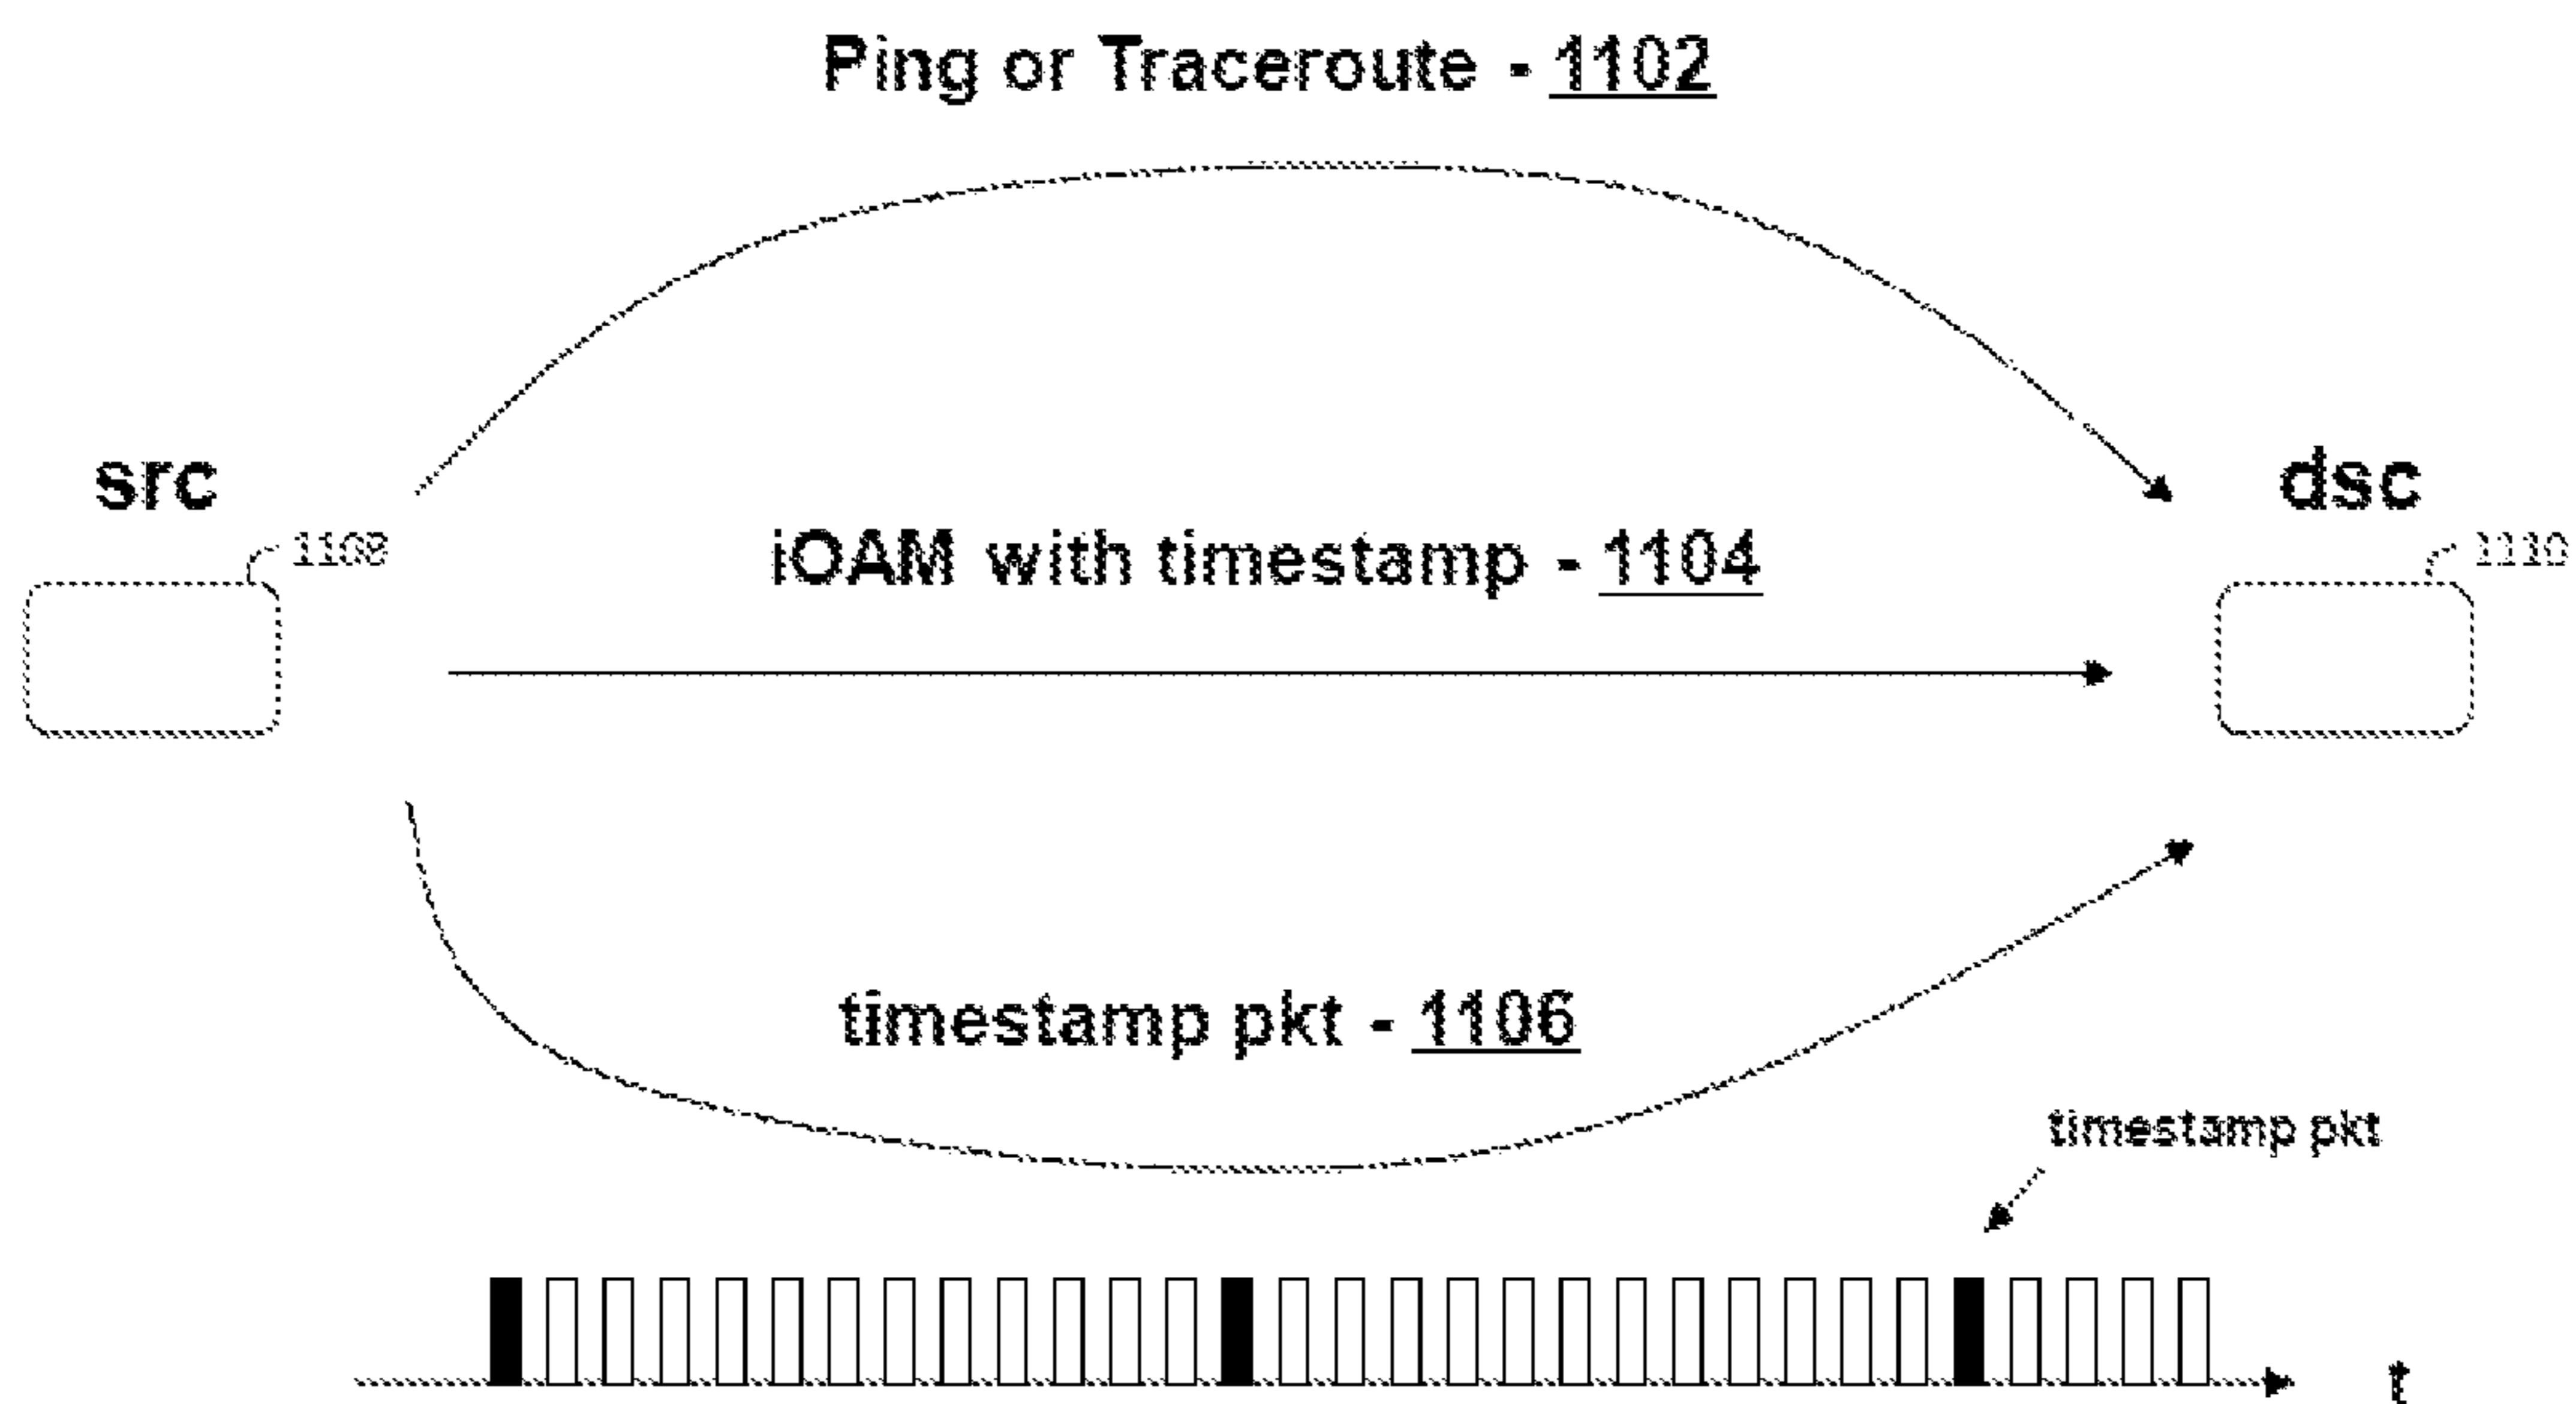 Ping or Traceroute - 1102
src
dsc
1108
iOAM with timestamp - 1104
1110
timestamp pkt - 1106
timestamp pkt
t